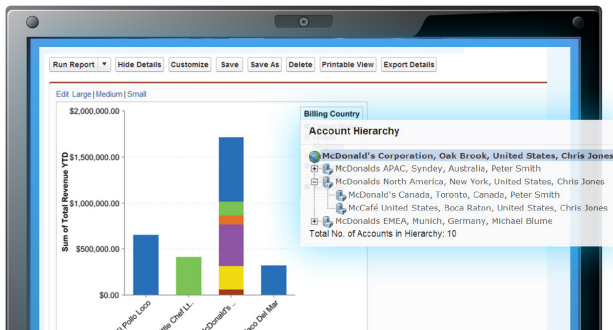 Run Report Hide Details Customize Save Save As Delete Printable View Export Details
Edit Large | Medium | Small
$2,000,000.00
$1,500,000.00
$1,000,000.00
$500,000.00
$0.00
Sum of Total Revenue YTD
Pollo Loco
Chef Lt..
Donald's ..
Del Mar
Billing Country
Account Hierarchy
McDonald's Corporation, Oak Brook, United States, Chris Jones
McDonalds APAC, Syndey, Australia, Peter Smith
McDonalds North America, New York, United States, Chris Jones
McDonald's Canada, Toronto, Canada, Peter Smith
McCafé United States, Boca Raton, United States, Chris Jones
McDonalds EMEA, Munich, Germany, Michael Blume
Total No. of Accounts in Hierarchy: 10